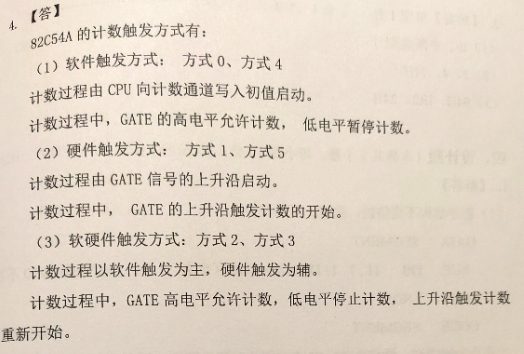 4. 【答】
82C54A 的计数触发方式有：
（1）软件触发方式： 方式 0、方式 4
计数过程由 CPU 向计数通道写入初值启动。
计数过程中，GATE 的高电平允许计数， 低电平暂停计数。
（2）硬件触发方式： 方式 1、方式 5
计数过程由 GATE 信号的上升沿启动。
计数过程中， GATE 的上升沿触发计数的开始。
（3）软硬件触发方式：方式 2、方式 3
计数过程以软件触发为主，硬件触发为辅。
计数过程中，GATE 高电平允许计数，低电平停止计数， 上升沿触发计数
重新开始。